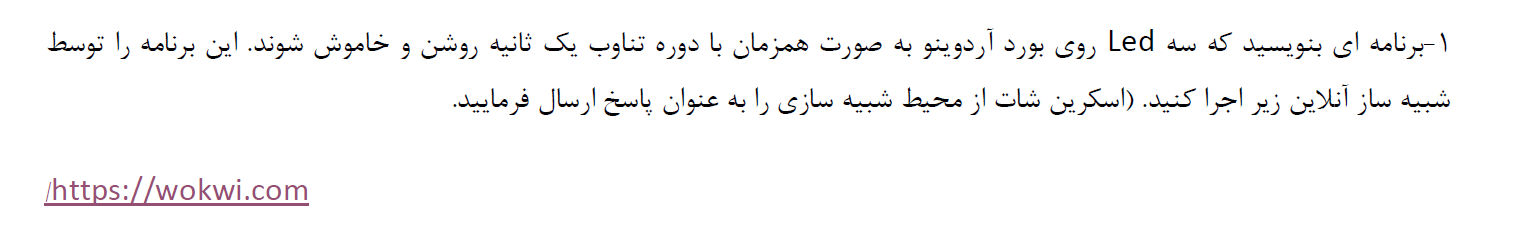 ۱-برنامه ای بنویسید که سه Led روی بورد آردوینو به صورت همزمان با دوره تناوب یک ثانیه روشن و خاموش شوند. این برنامه را توسط
شبیه ساز آنلاین زیر اجرا کنید. (اسکرین شات از محیط شبیه سازی را به عنوان پاسخ ارسال فرمایید.
https://wokwi.com/